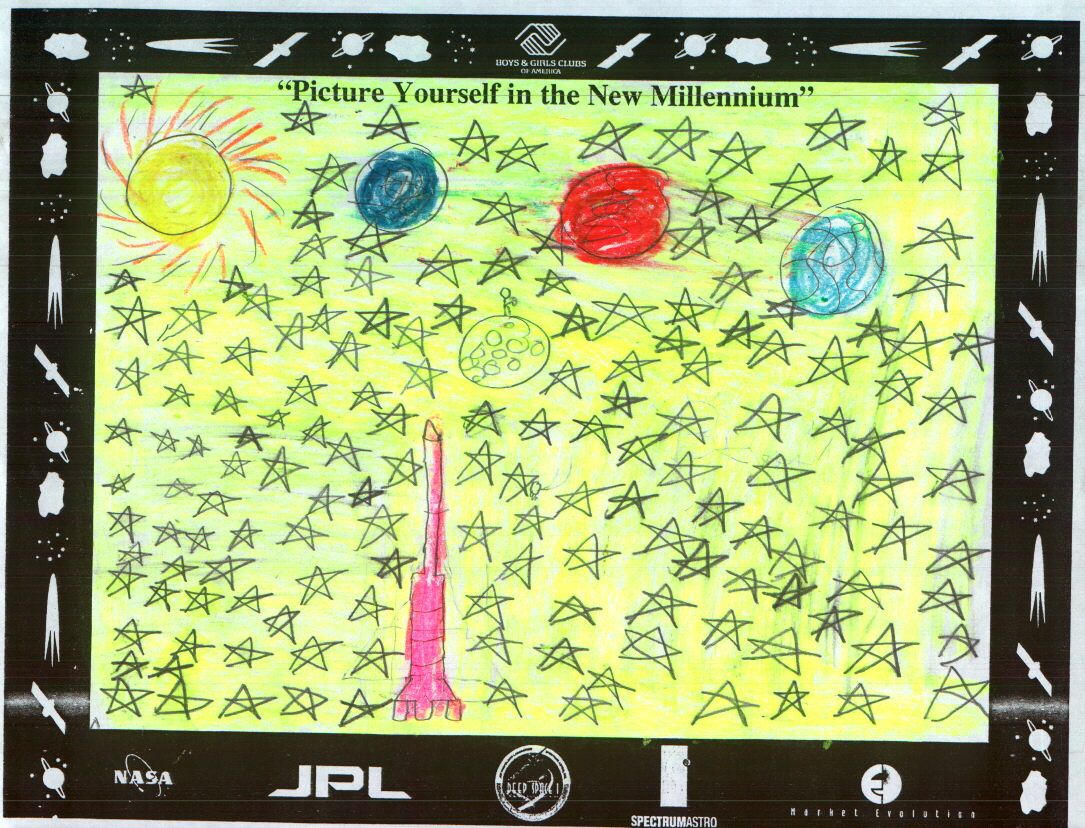 BOYS & GIRLS CLUBS
OF AMERICA
“Picture Yourself in the New Millennium”
NASA
JPL
DEEP SPACE 1
SPECTRUMASTRO
Market Evolution